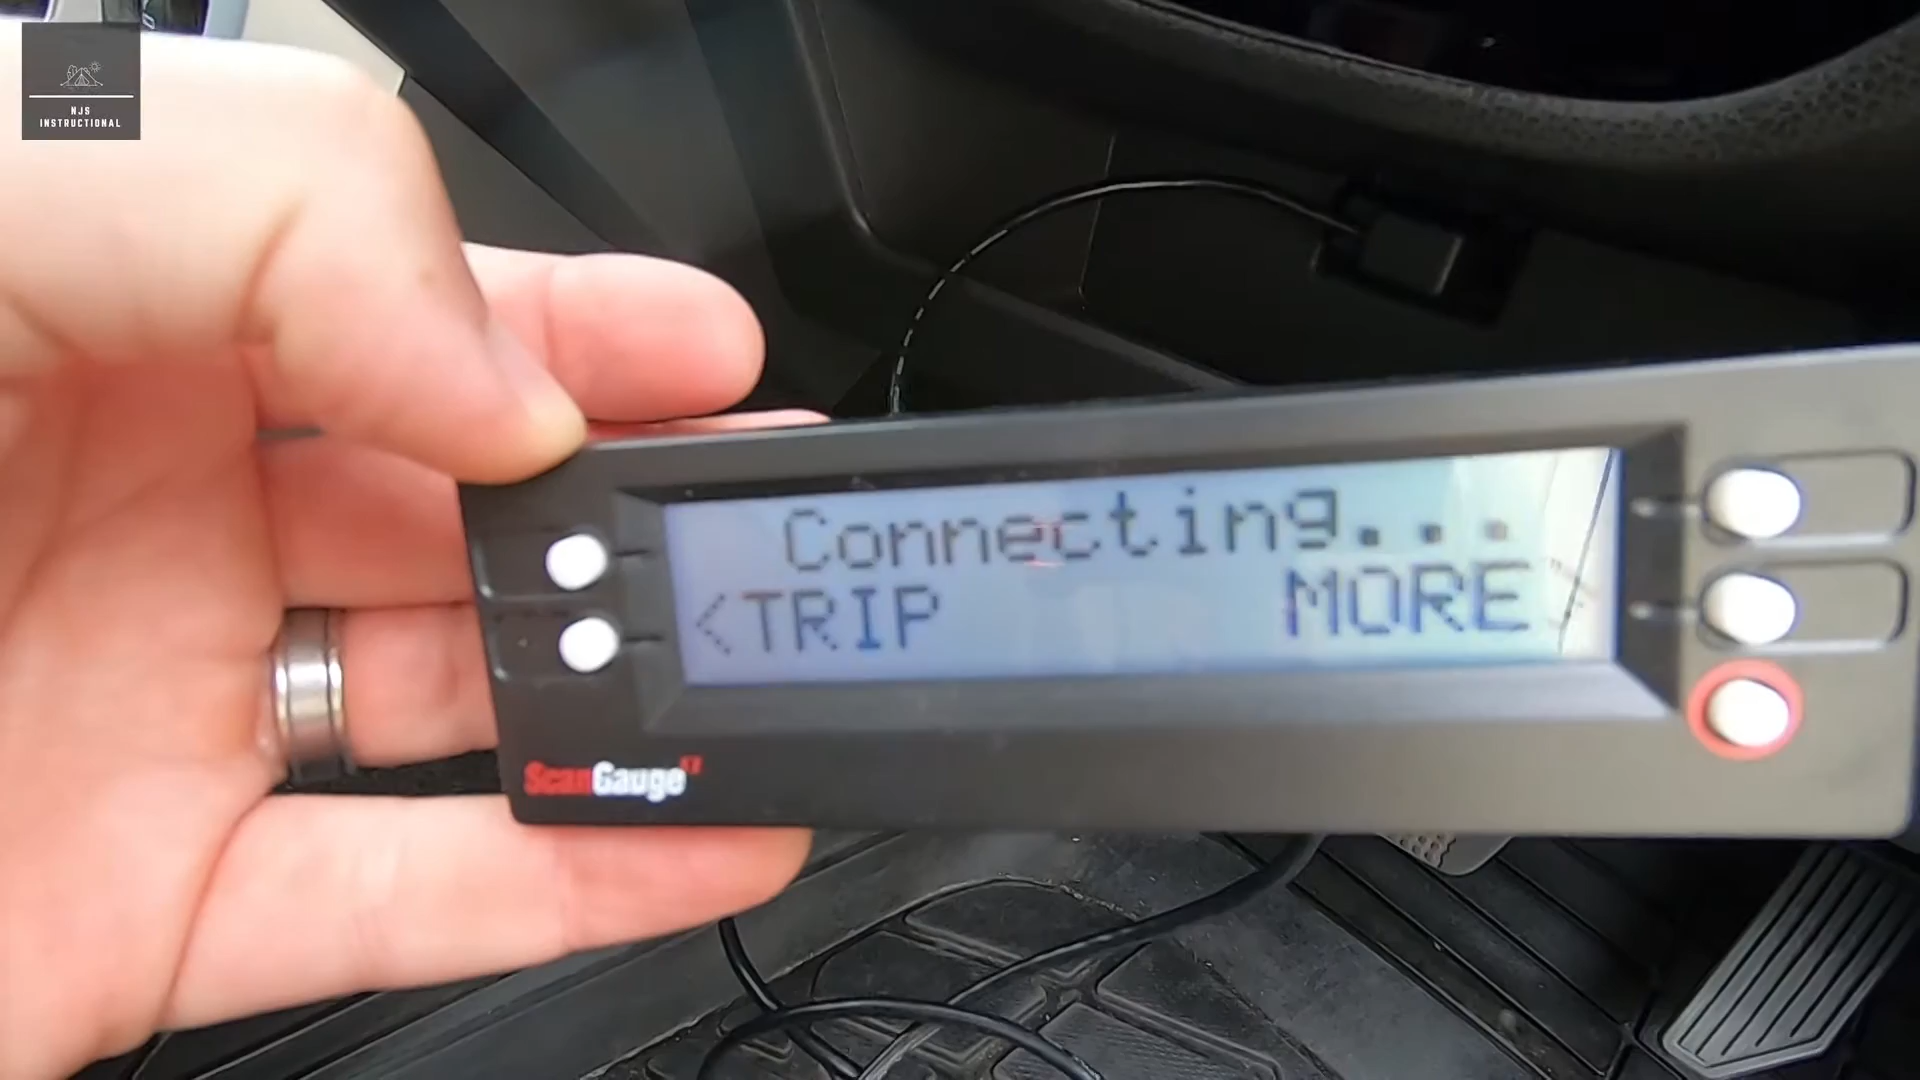 NJS
INSTRUCTIONAL
Connecting...
<TRIP MORE
ScanGauge